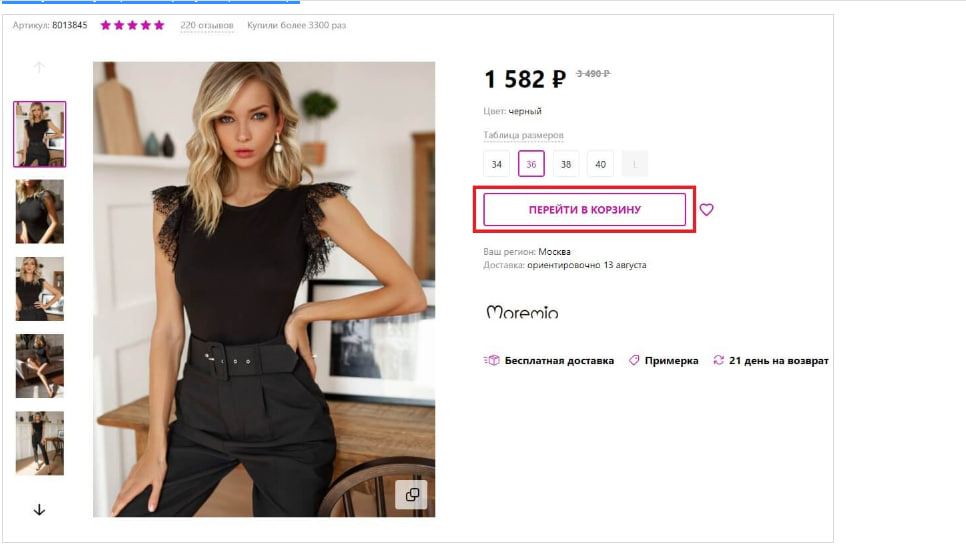 Артикул: 8013845 220 отзывов Купили более 3300 раз
1 582 ₽ 3 490 ₽
Цвет: черный
Таблица размеров
34 36 38 40 L
ПЕРЕЙТИ В КОРЗИНУ
Ваш регион: Москва
Доставка: ориентировочно 13 августа
Moremio
Бесплатная доставка Примерка 21 день на возврат